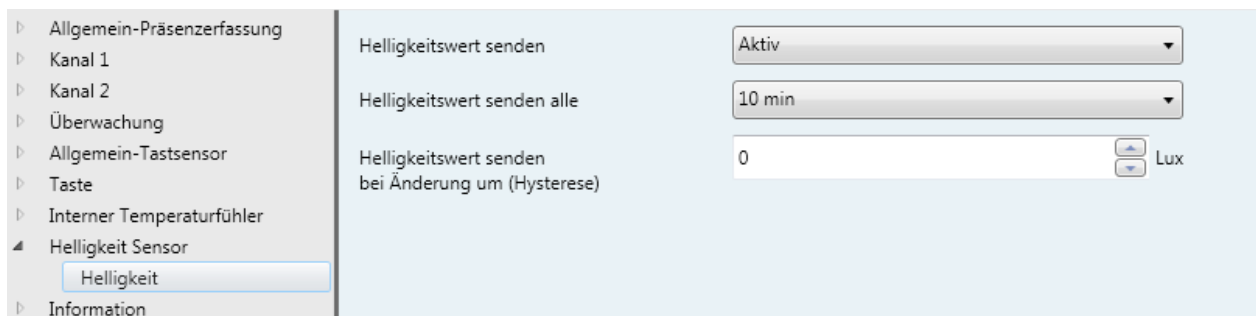 Allgemein-Präsenzerfassung
Kanal 1
Kanal 2
Überwachung
Allgemein-Tastsensor
Taste
Interner Temperaturfühler
Helligkeit Sensor
Helligkeit
Information
Helligkeitswert senden
Aktiv
Helligkeitswert senden alle
10 min
Helligkeitswert senden
bei Änderung um (Hysterese)
0
Lux